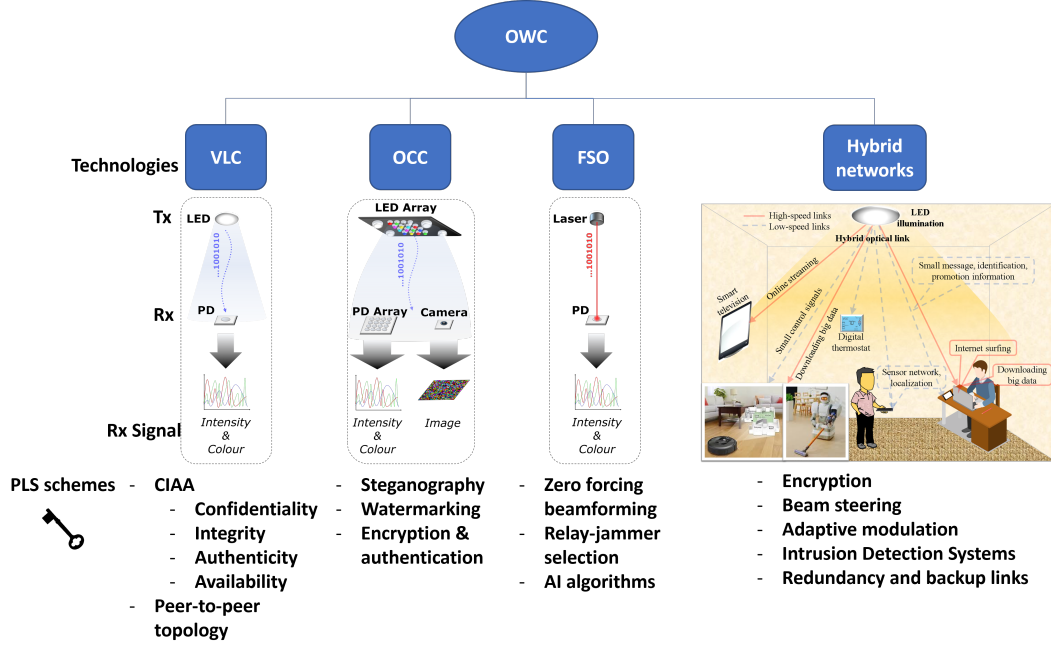 OWC
Technologies
VLC
OCC
FSO
Hybrid
networks
Tx
LED
...1001010
LED Array
...1001010
Laser
...1001010
High-speed links
Low-speed links
LED
illumination
Hybrid optical link
Online streaming
Small message, identification,
promotion information
Smart
television
Small control signals
Downloading big data
Digital
thermostat
Internet surfing
Downloading
big data
Sensor network,
localization
Rx
PD
PD Array
Camera
PD
Rx Signal
Intensity
&
Colour
Intensity
&
Colour
Image
Intensity
&
Colour
PLS schemes
- CIAA
- Confidentiality
- Integrity
- Authenticity
- Availability
- Peer-to-peer
topology
- Steganography
- Watermarking
- Encryption &
authentication
- Zero forcing
beamforming
- Relay-jammer
selection
- AI algorithms
- Encryption
- Beam steering
- Adaptive modulation
- Intrusion Detection Systems
- Redundancy and backup links